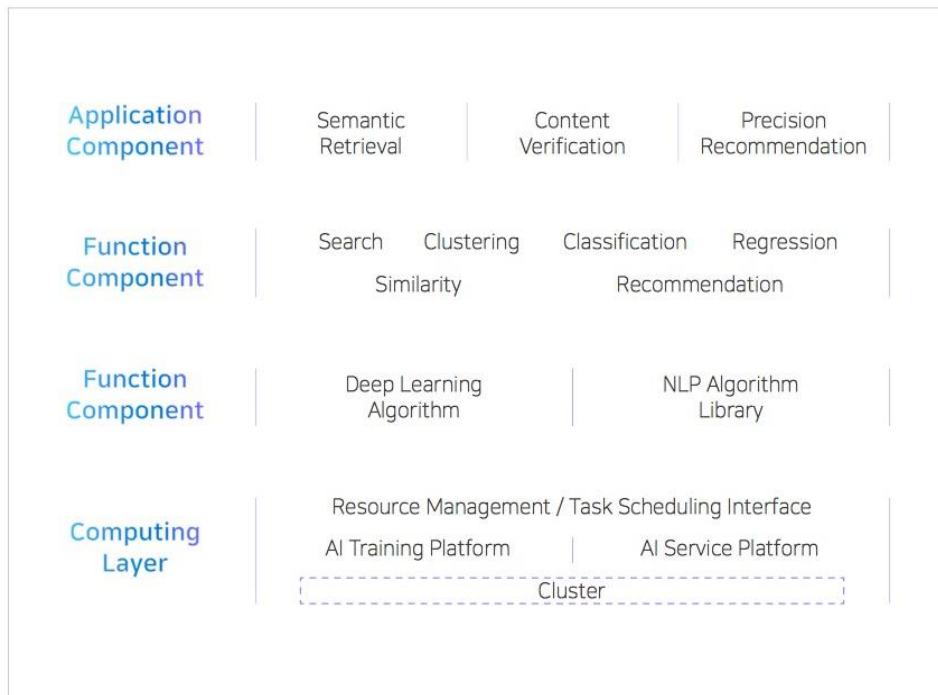 Application
Component
Semantic
Retrieval
Content
Verification
Precision
Recommendation
Function
Component
Search Clustering Classification Regression
Similarity Recommendation
Function
Component
Deep Learning
Algorithm
NLP Algorithm
Library
Computing
Layer
Resource Management / Task Scheduling Interface
AI Training Platform AI Service Platform
Cluster